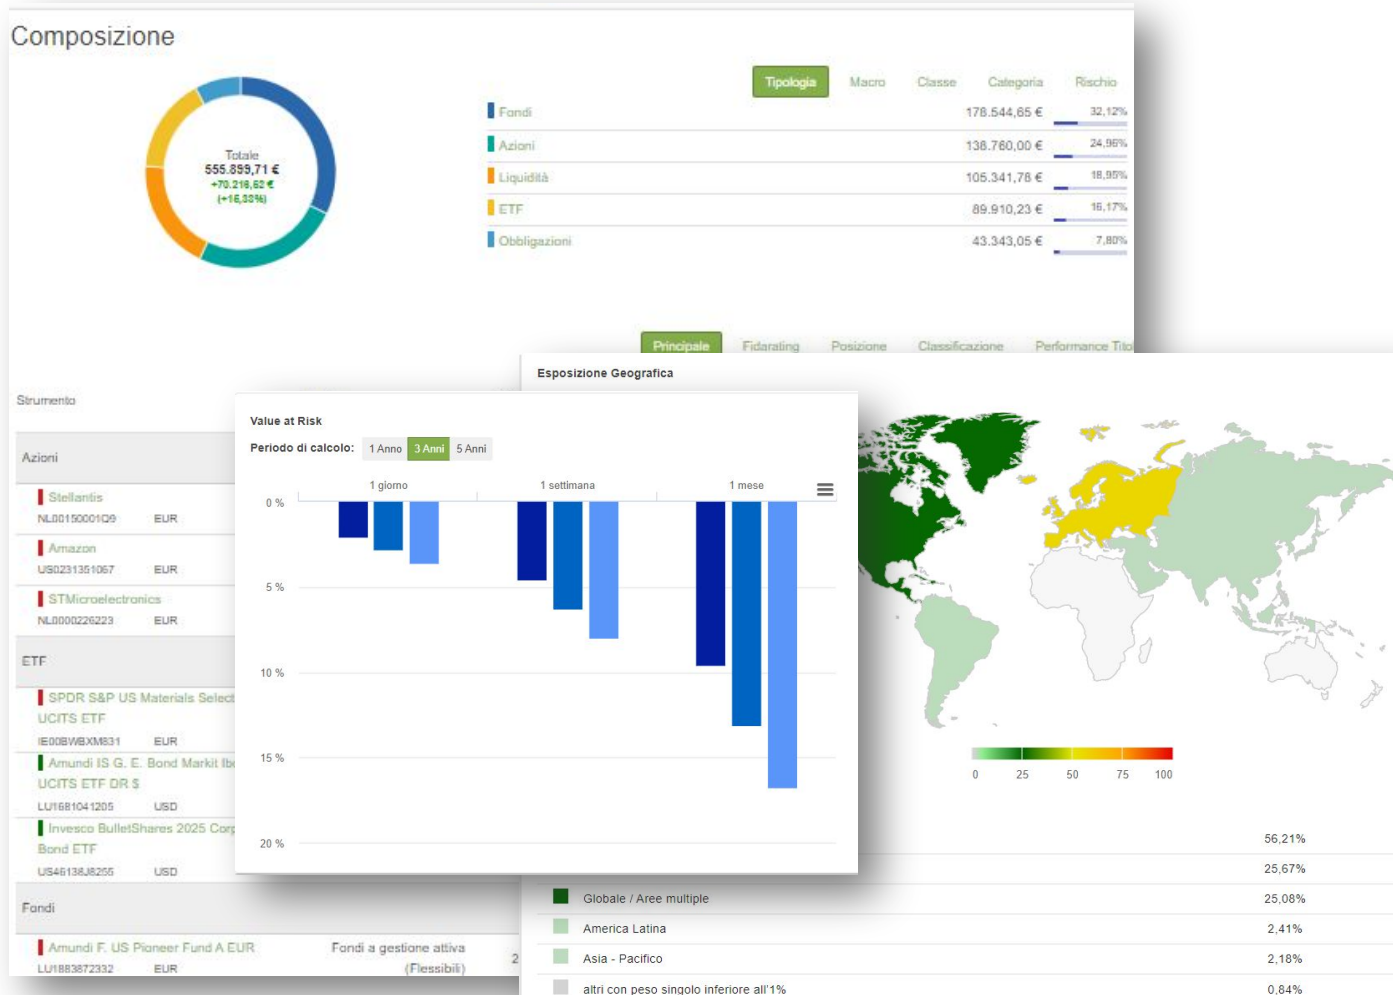 Composizione
Tipologia Macro Classe Categoria Rischio
Totale
555.899,71 €
+70.216,62 €
Fondi 178.544,65 € 32,12%
Azioni 138.760,00 € 24,96%
Liquidità 105.341,78 € 18,95%
ETF 89.910,23 € 16,17%
Obbligazioni 43.343,05 € 7,80%
Principale Fidarating Posizione Classificazione Performance Titol
Strumento
Azioni
Stellantis
NL00150001Q9 EUR
Amazon
US0231351067 EUR
STMicroelectronics
NL0000226223 EUR
ETF
SPDR S&P US Materials Select
UCITS ETF
IE00BWBXM831 EUR
Amundi IS G. E. Bond Markit Ib
UCITS ETF DR $
LU1681041205 USD
Invesco BulletShares 2025 Corp
Bond ETF
US46138J8255 USD
Fondi
Amundi F. US Pioneer Fund A EUR Fondi a gestione attiva
LU1883872332 EUR (Flessibili) 2
Value at Risk
Periodo di calcolo: 1 Anno 3 Anni 5 Anni
1 giorno 1 settimana 1 mese
0 %
5 %
10 %
15 %
20 %
Esposizione Geografica
0 25 50 75 100
56,21%
25,67%
Globale / Aree multiple 25,08%
America Latina 2,41%
Asia - Pacifico 2,18%
altri con peso singolo inferiore all'1% 0,84%